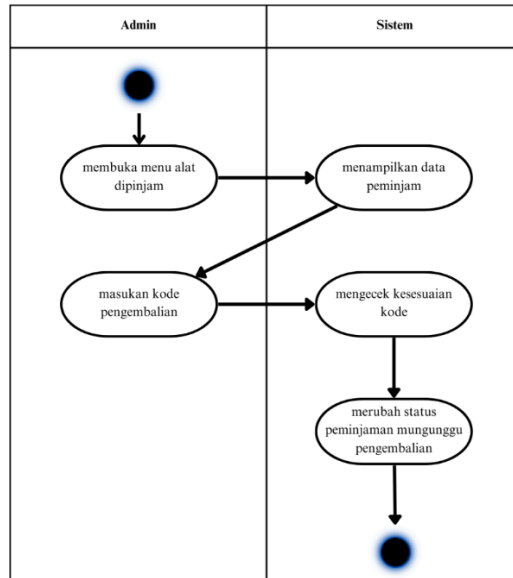 Admin
Sistem
membuka menu alat
dipinjam
menampilkan data
peminjam
masukan kode
pengembalian
mengecek kesesuaian
kode
merubah status
peminjaman mungunggu
pengembalian